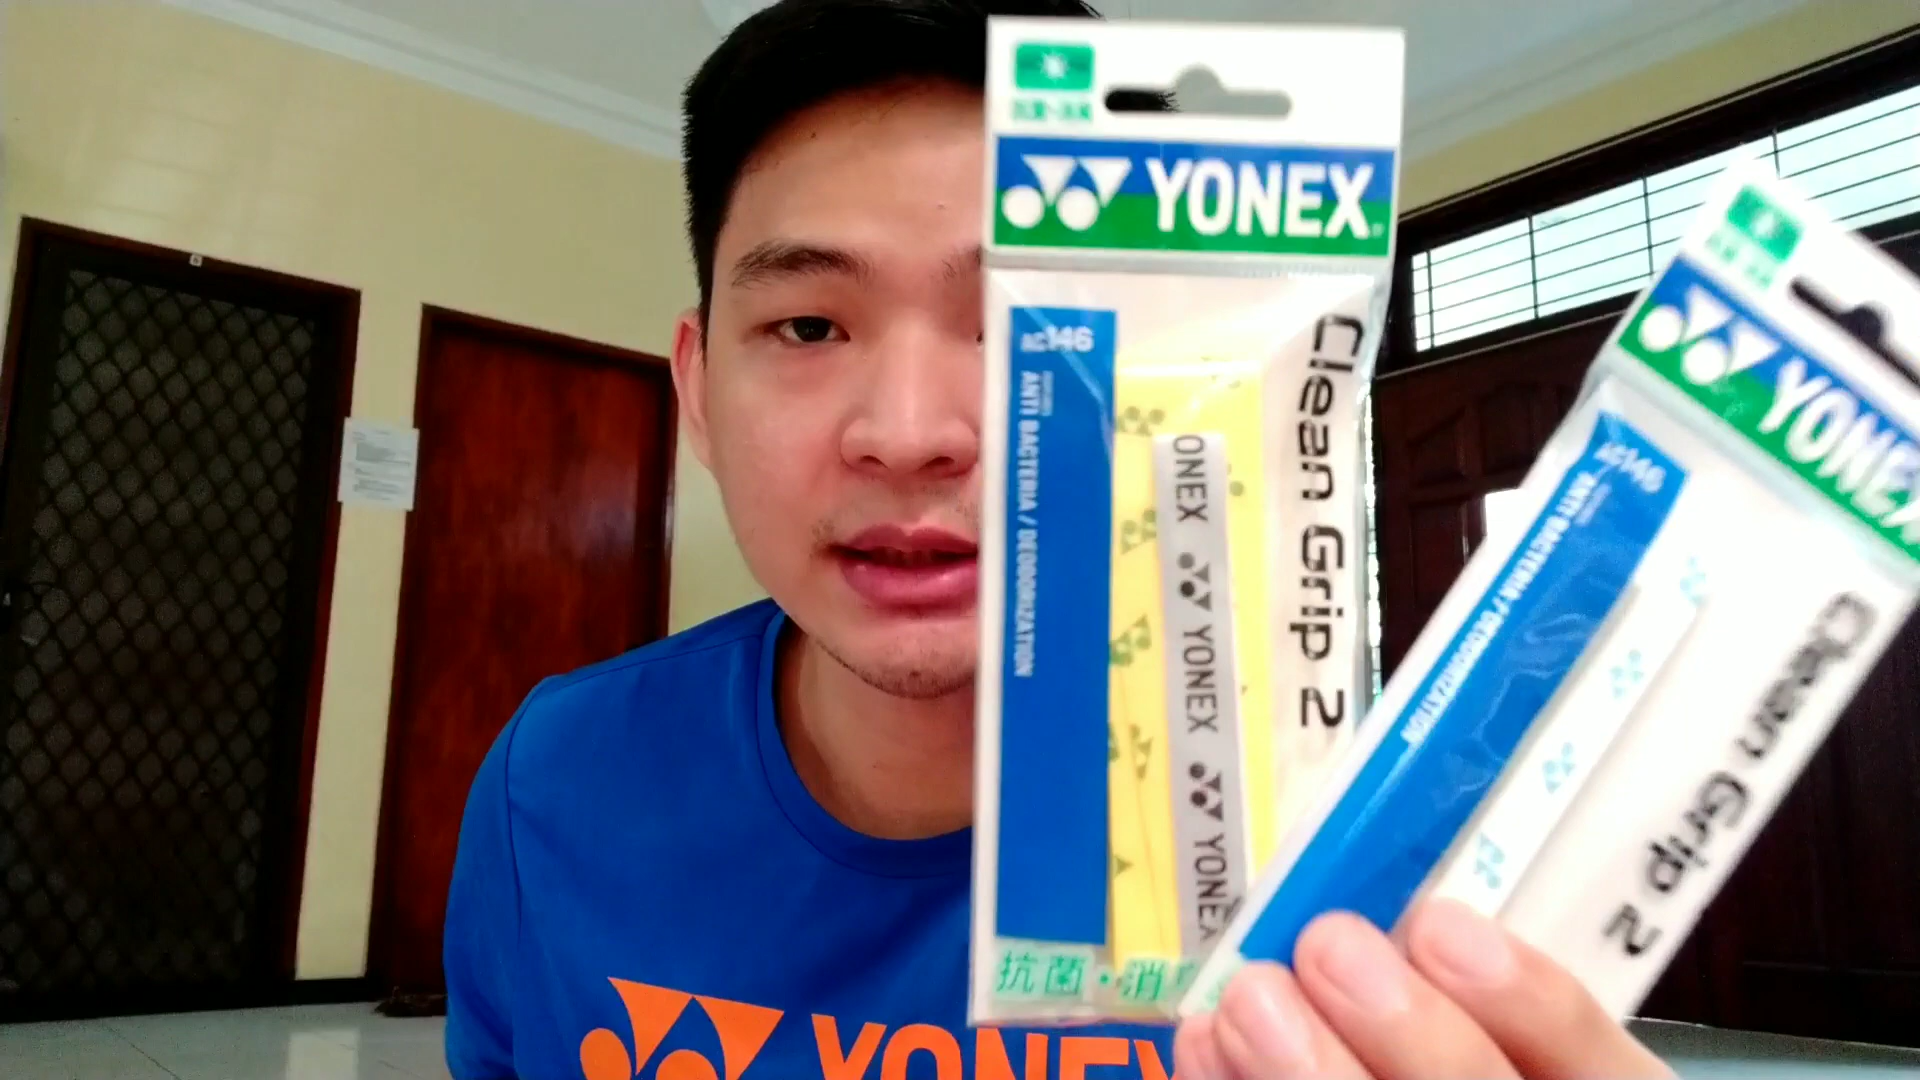 YONEX
AC146
ANTI BACTERIA / DEODORIZATION
ONEX YONEX YONEX
Clean Grip 2
抗菌・消
YONEX
AC146
ANTI BACTERIA / DEODORIZATION
Clean Grip 2
YONEX